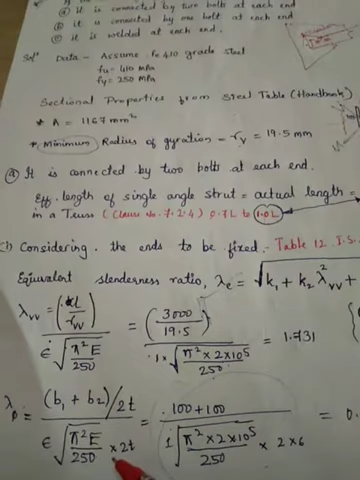 (a) It is connected by two bolts at each end
(b) it is connected by one bolt at each end
(c) it is welded at each end.
Sol" Data - Assume. Fe 410 grade steel
fu = 410 MPa
fy = 250 MPa
Sectional Properties from Steel Table (Handbook)
* A = 1167 mm²
* Minimum Radius of gyration = rv = 19.5 mm
(a) It is connected by two bolts at each end.
Eff. length of single angle strut = actual length =
in a Truss (Clause No. 7.2.4) 0.7L to 1.0L
(b) Considering the ends to be fixed. Table 12 I.S.
Equivalent slenderness ratio, λe = √k1 + k2 λ²vv +
λvv = (kL/rvv) / ∈ √π²E/250 = (3000/19.5) / 1 × √π² × 2×10⁵/250 = 1.731
λφ = (b1 + b2)/2t / ∈ √π²E/250 × 2t = 100+100 / 1 √π² × 2×10⁵/250 × 2×6 = 0.